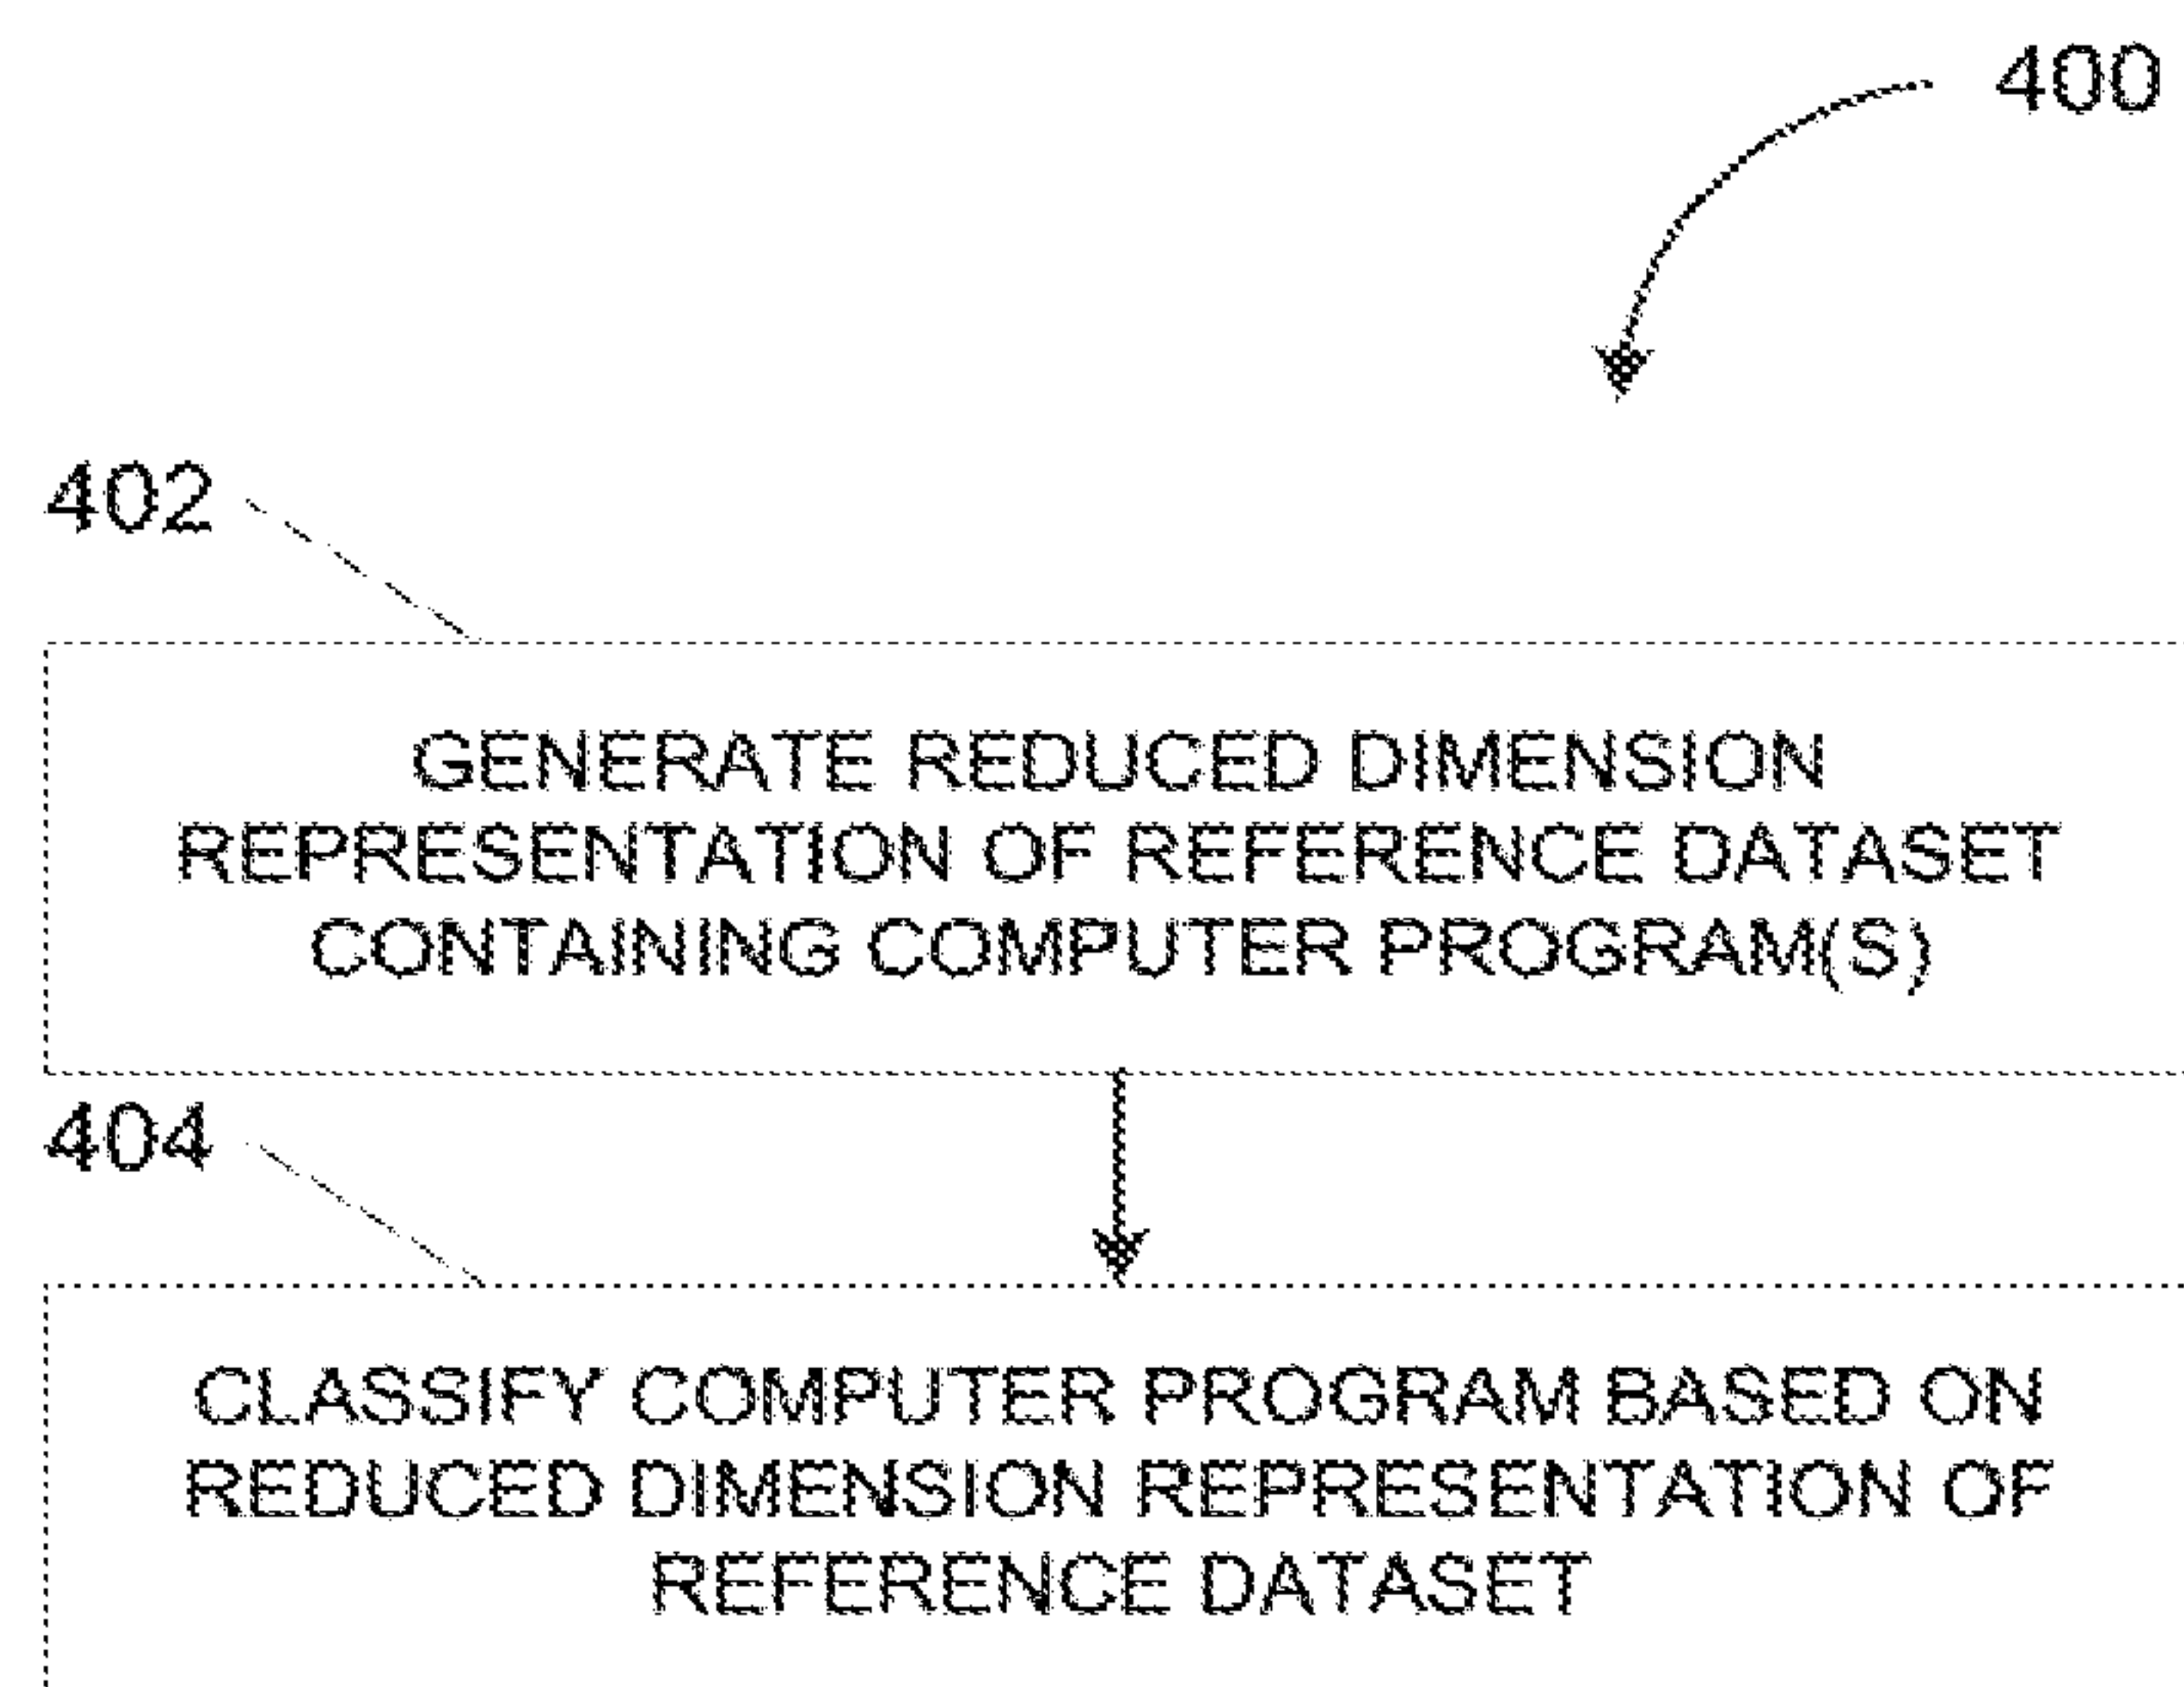 400
402
GENERATE REDUCED DIMENSION
REPRESENTATION OF REFERENCE DATASET
CONTAINING COMPUTER PROGRAM(S)
404
CLASSIFY COMPUTER PROGRAM BASED ON
REDUCED DIMENSION REPRESENTATION OF
REFERENCE DATASET